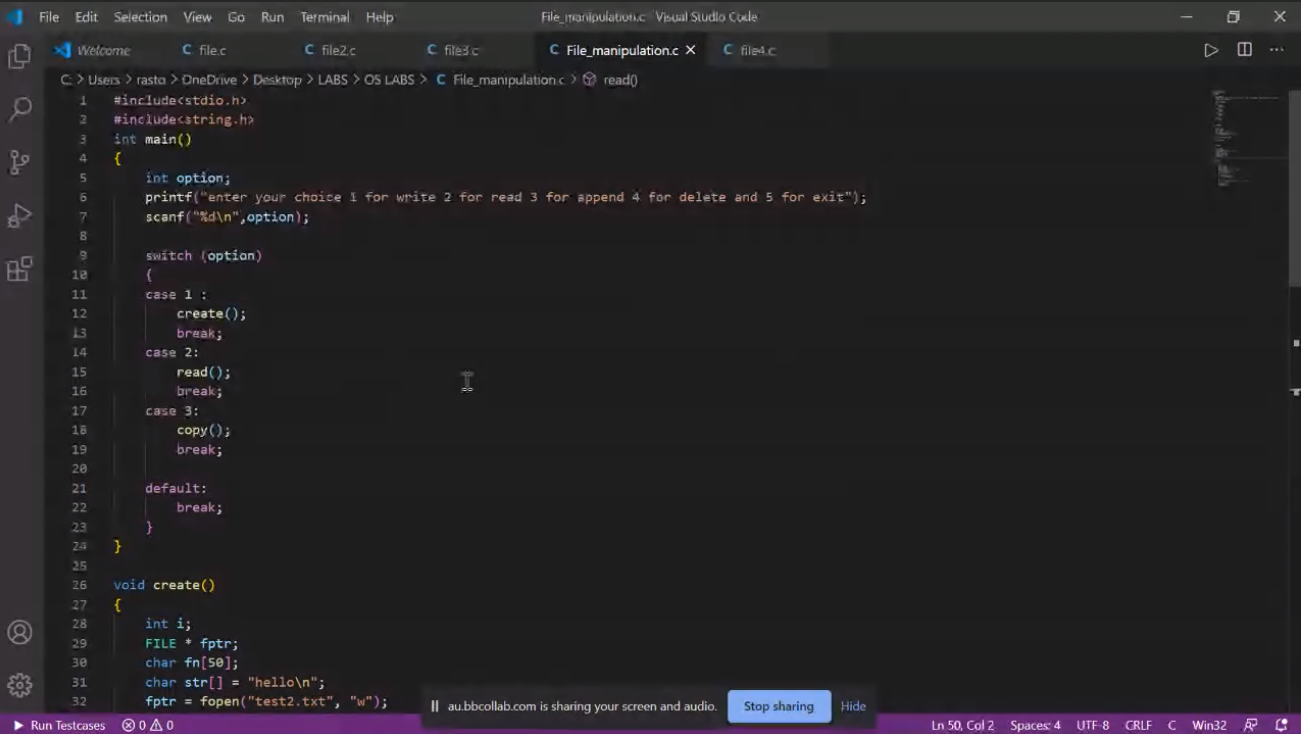 File Edit Selection View Go Run Terminal Help File_manipulation.c Visual Studio Code
Welcome file.c file2.c file3.c File_manipulation.c file4.c
C: > Users > rasto > OneDrive > Desktop > LABS > OS LABS > C File_manipulation.c > read()
1 #include<stdio.h>
2 #include<string.h>
3 int main()
4 {
5 int option;
6 printf("enter your choice 1 for write 2 for read 3 for append 4 for delete and 5 for exit");
7 scanf("%d\n",option);
8
9 switch (option)
10 {
11 case 1 :
12 create();
13 break;
14 case 2:
15 read();
16 break;
17 case 3:
18 copy();
19 break;
20
21 default:
22 break;
23 }
24 }
25
26 void create()
27 {
28 int i;
29 FILE * fptr;
30 char fn[50];
31 char str[] = "hello\n";
32 fptr = fopen("test2.txt", "w");
au.bbcollab.com is sharing your screen and audio. Stop sharing Hide
Run Testcases 0 0 Ln 50, Col 2 Spaces: 4 UTF-8 CRLF C Win32